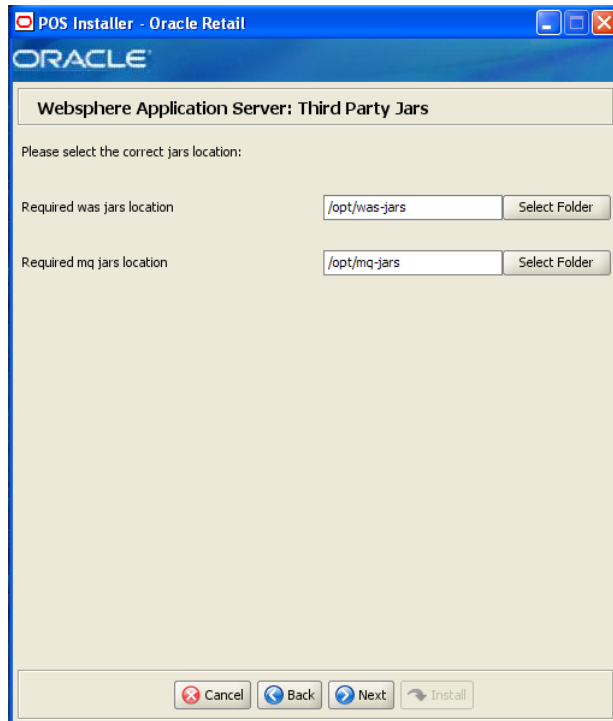 POS Installer - Oracle Retail
ORACLE
Websphere Application Server: Third Party Jars
Please select the correct jars location:
Required was jars location /opt/was-jars Select Folder
Required mq jars location /opt/mq-jars Select Folder
Cancel Back Next Install